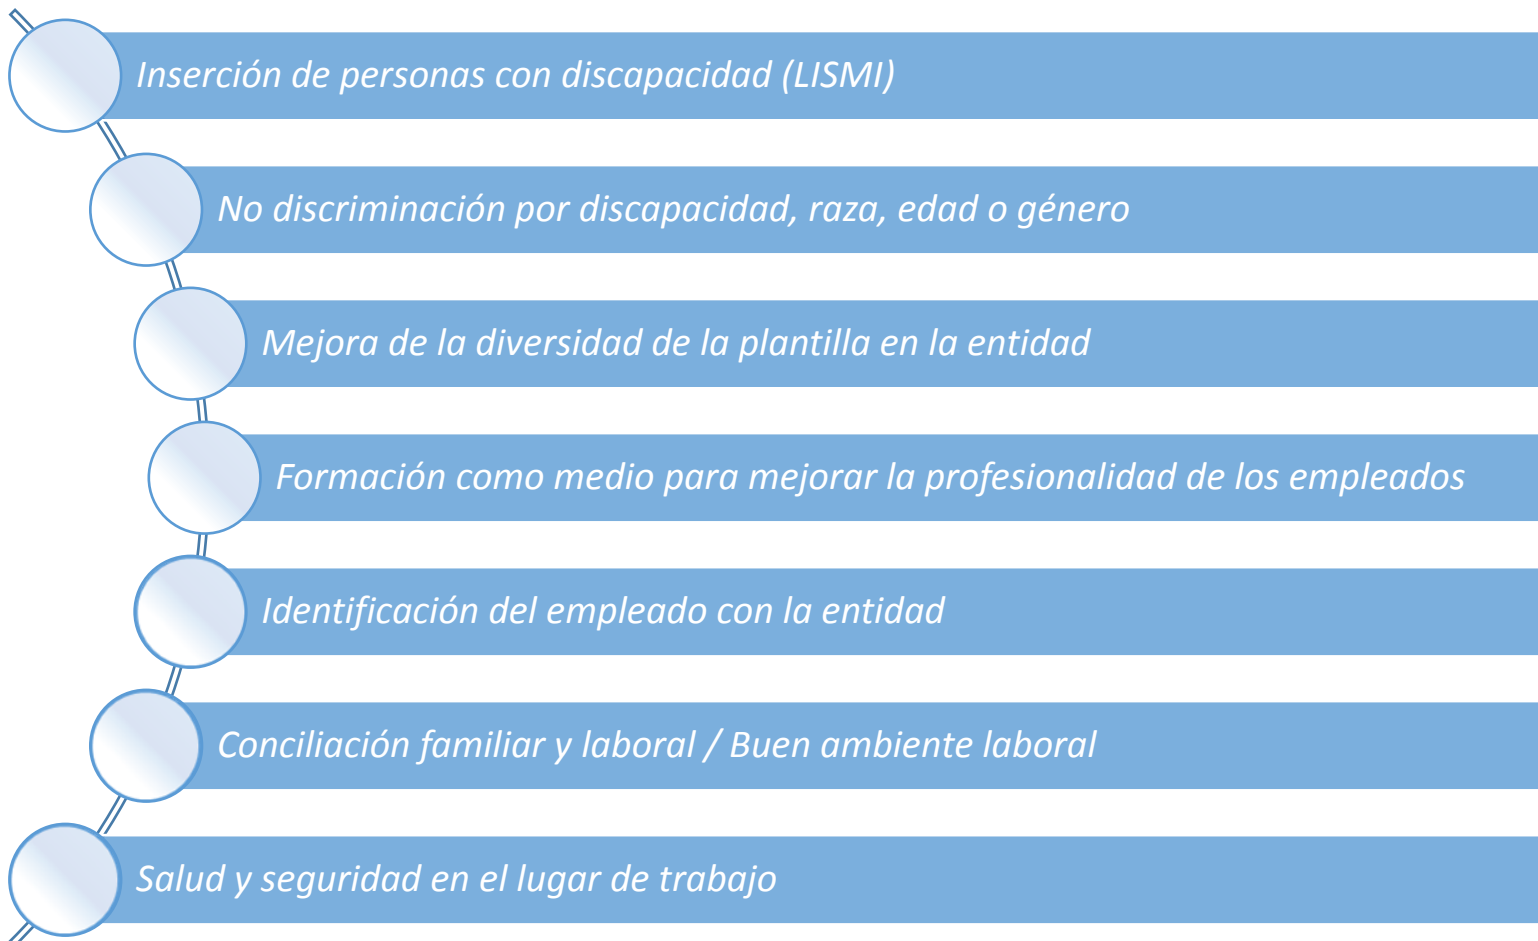 Inserción de personas con discapacidad (LISMI)
No discriminación por discapacidad, raza, edad o género
Mejora de la diversidad de la plantilla en la entidad
Formación como medio para mejorar la profesionalidad de los empleados
Identificación del empleado con la entidad
Conciliación familiar y laboral / Buen ambiente laboral
Salud y seguridad en el lugar de trabajo